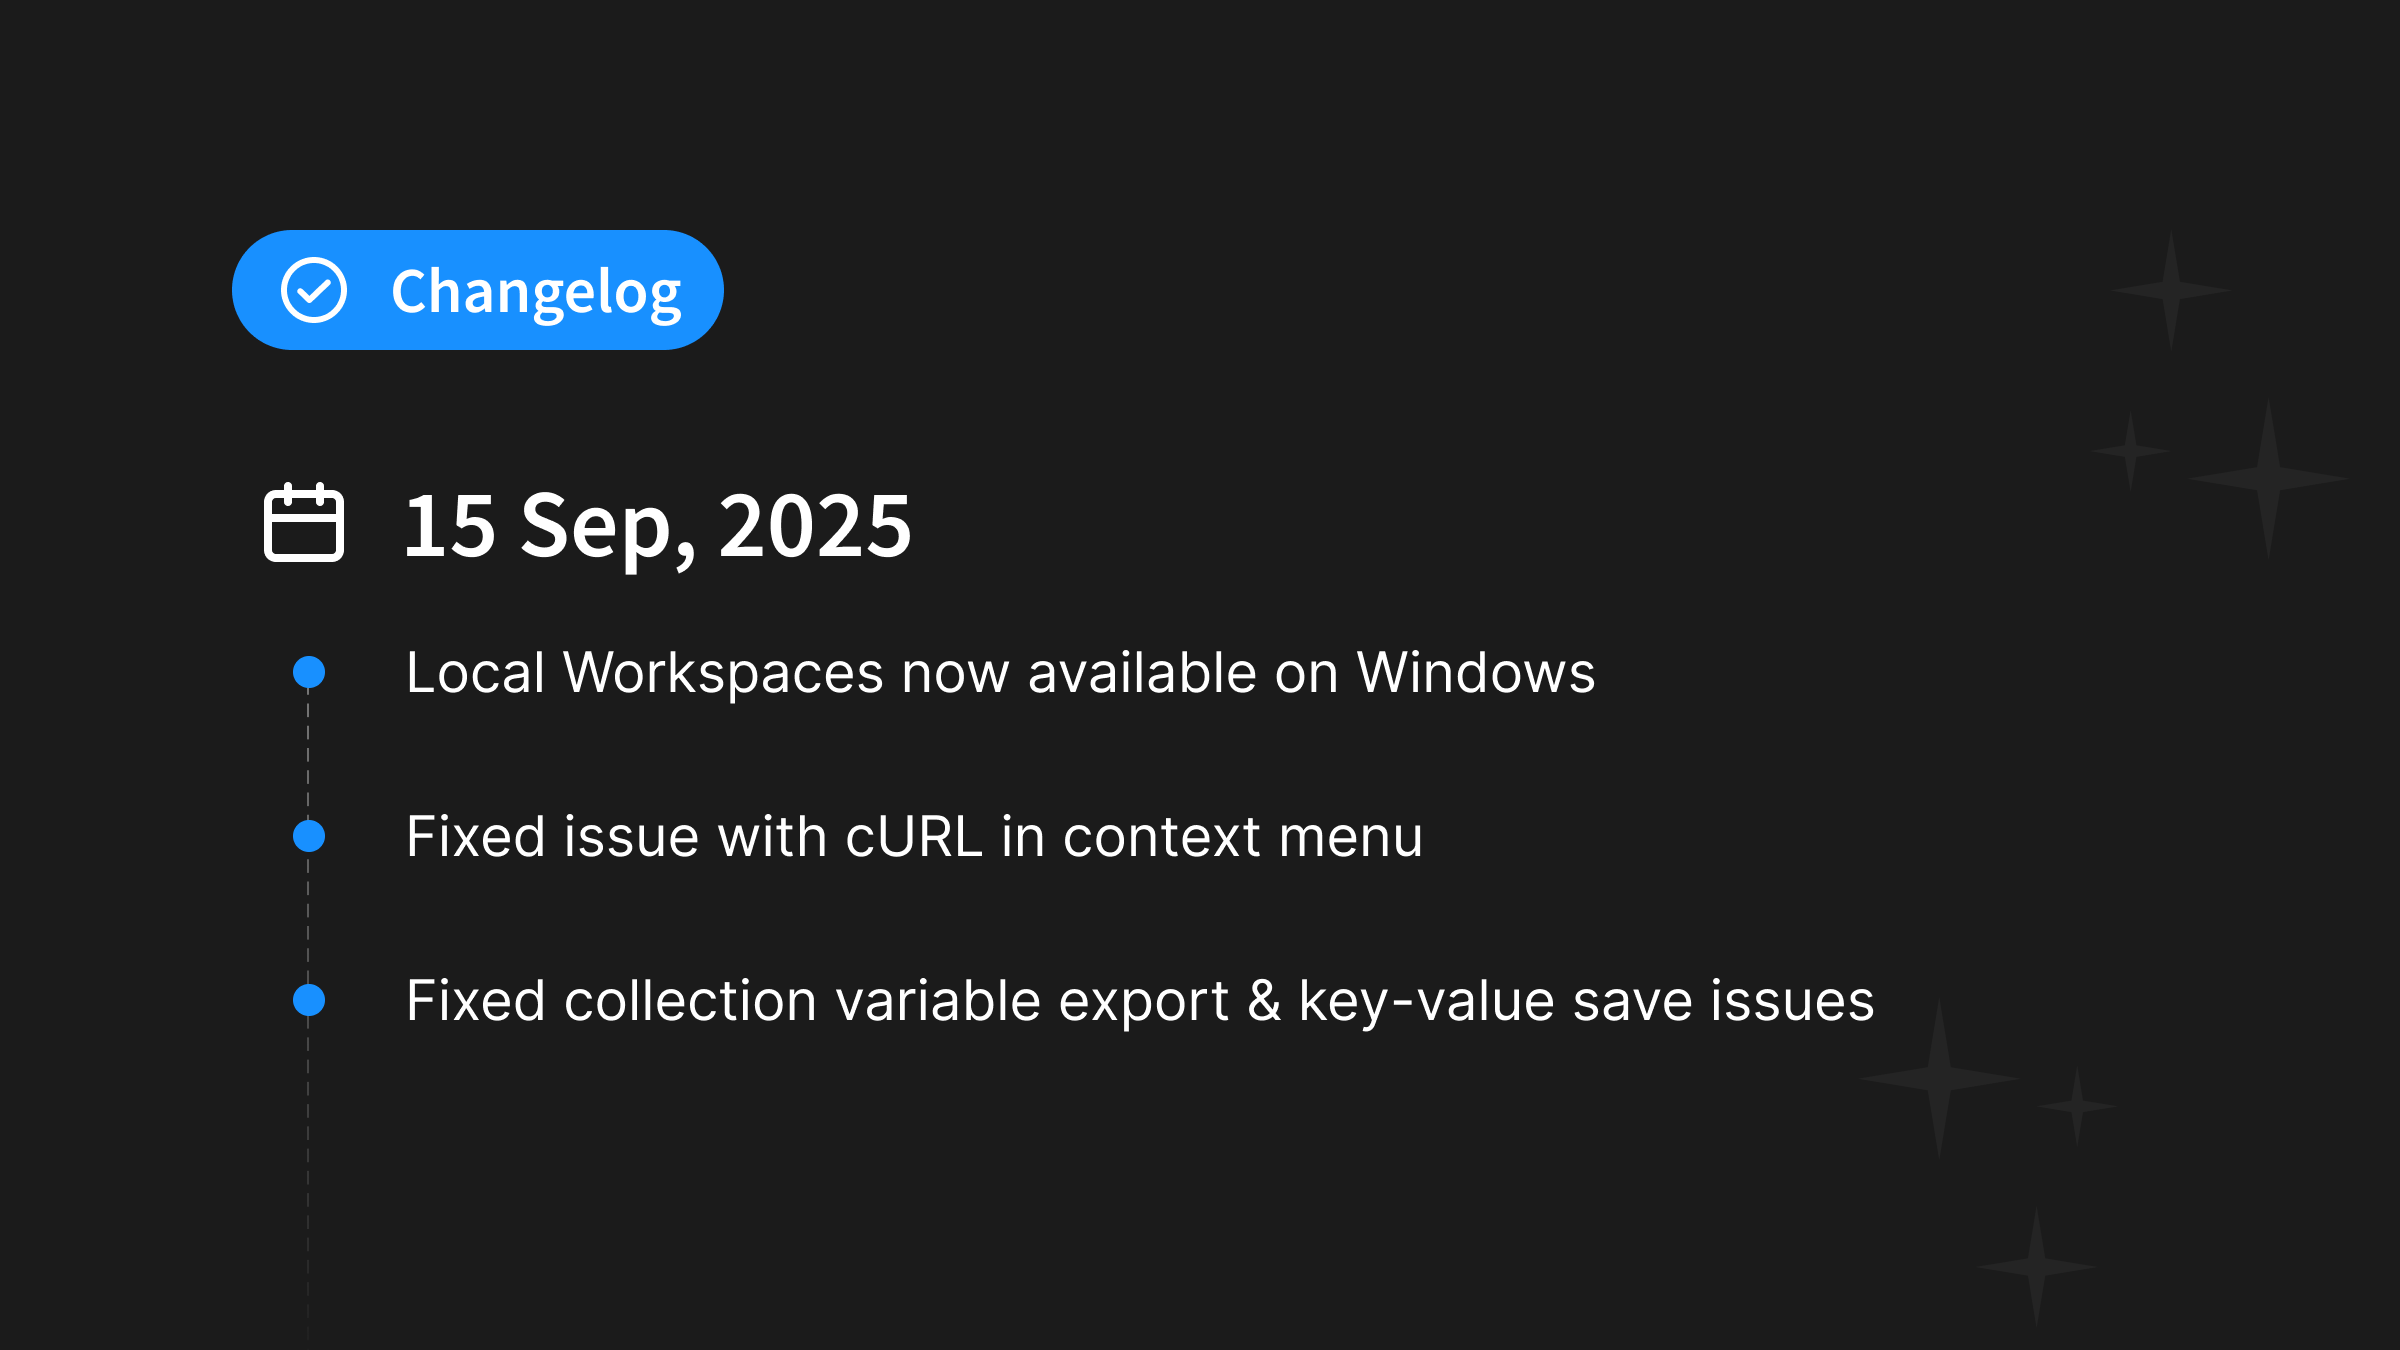 Changelog
15 Sep, 2025
Local Workspaces now available on Windows
Fixed issue with cURL in context menu
Fixed collection variable export & key-value save issues